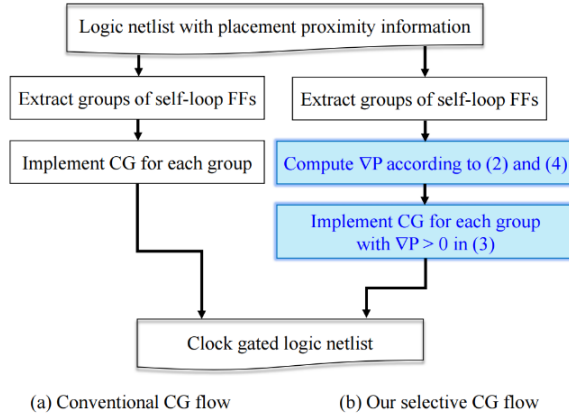 Logic netlist with placement proximity information
Extract groups of self-loop FFs
Implement CG for each group
Extract groups of self-loop FFs
Compute ∇P according to (2) and (4)
Implement CG for each group
with ∇P > 0 in (3)
Clock gated logic netlist
(a) Conventional CG flow
(b) Our selective CG flow